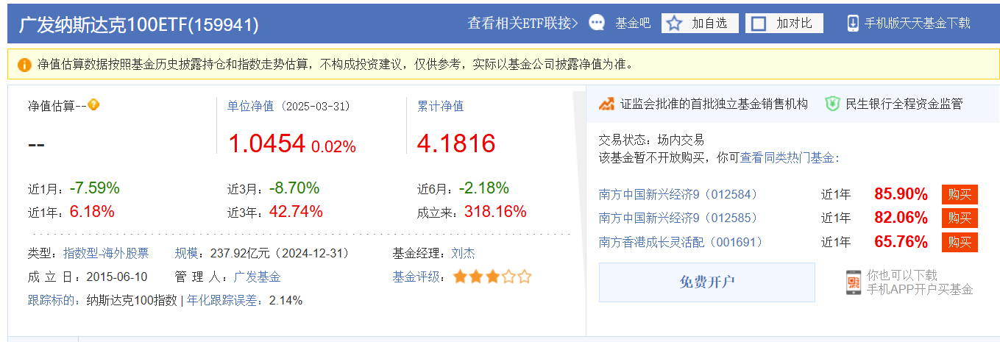 广发纳斯达克100ETF(159941) 查看相关ETF联接> 基金吧 加自选 加对比 手机版天天基金下载
净值估算数据按照基金历史披露持仓和指数走势估算，不构成投资建议，仅供参考，实际以基金公司披露净值为准。
净值估算-- 单位净值（2025-03-31） 累计净值
-- 1.0454 0.02% 4.1816
近1月：-7.59% 近3月：-8.70% 近6月：-2.18%
近1年：6.18% 近3年：42.74% 成立来：318.16%
类型：指数型-海外股票 规模：237.92亿元（2024-12-31） 基金经理：刘杰
成 立 日：2015-06-10 管 理 人：广发基金 基金评级：
跟踪标的：纳斯达克100指数 | 年化跟踪误差：2.14%
证监会批准的首批独立基金销售机构 民生银行全程资金监管
交易状态：场内交易
该基金暂不开放购买，你可查看同类热门基金：
南方中国新兴经济9（012584） 近1年 85.90% 购买
南方中国新兴经济9（012585） 近1年 82.06% 购买
南方香港成长灵活配（001691） 近1年 65.76% 购买
免费开户
你也可以下载
手机APP开户买基金